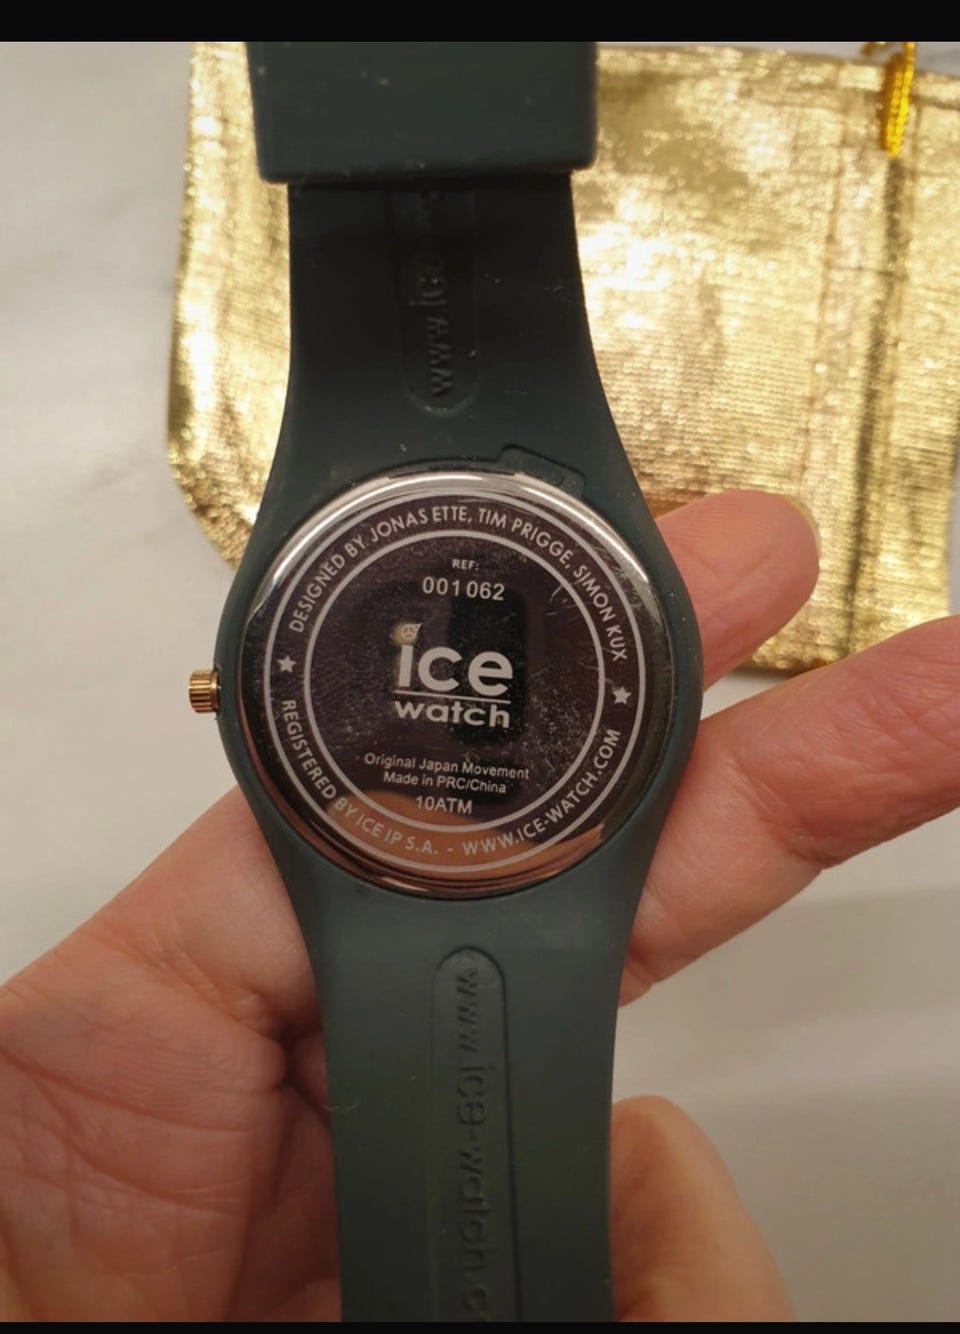 www.ice
DESIGNED BY JONAS ETTE, TIM PRIGGE, SIMON KUX
REF:
001062
ice
watch
Original Japan Movement
Made in PRC/China
10ATM
REGISTERED BY ICE IP S.A. - WWW.ICE-WATCH.COM
www.ice-watch.c